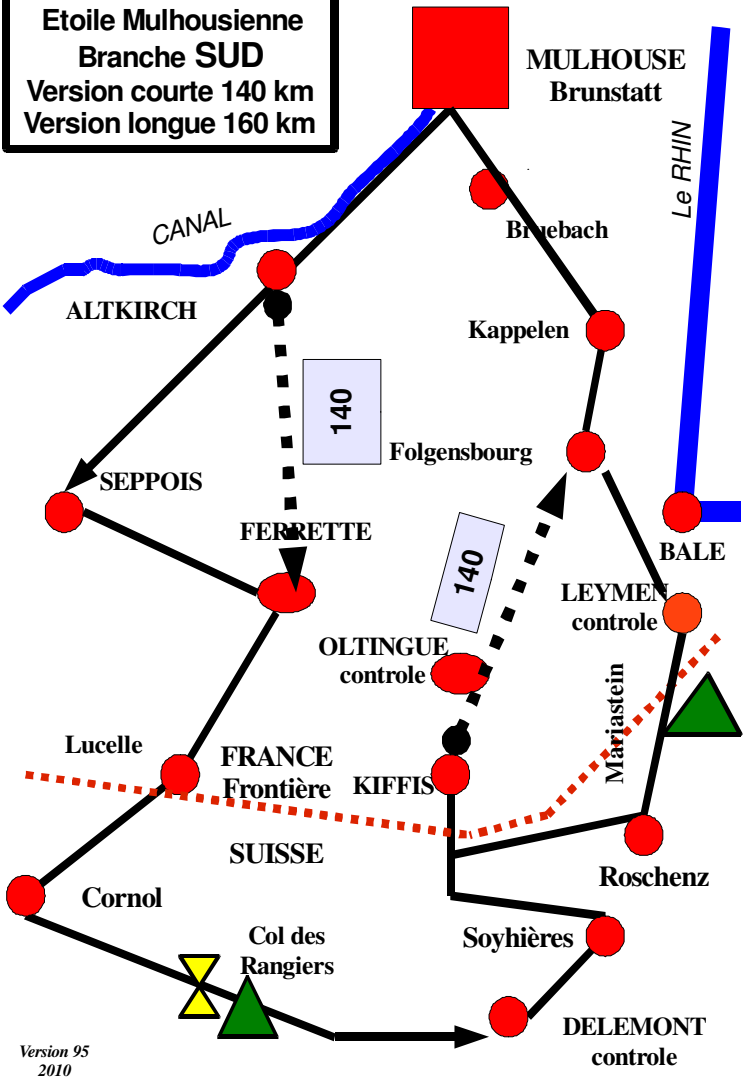 Etoile Mulhousienne
Branche SUD
Version courte 140 km
Version longue 160 km
MULHOUSE
Brunstatt
Le RHIN
CANAL
Bruebach
ALTKIRCH
Kappelen
140
Folgensbourg
SEPPOIS
FERRETTE
BALE
140
LEYMEN
controle
OLTINGUE
controle
Mariastein
Lucelle
FRANCE
Frontière
KIFFIS
SUISSE
Roschenz
Cornol
Col des
Rangiers
Soyhières
DELEMONT
controle
Version 95
2010